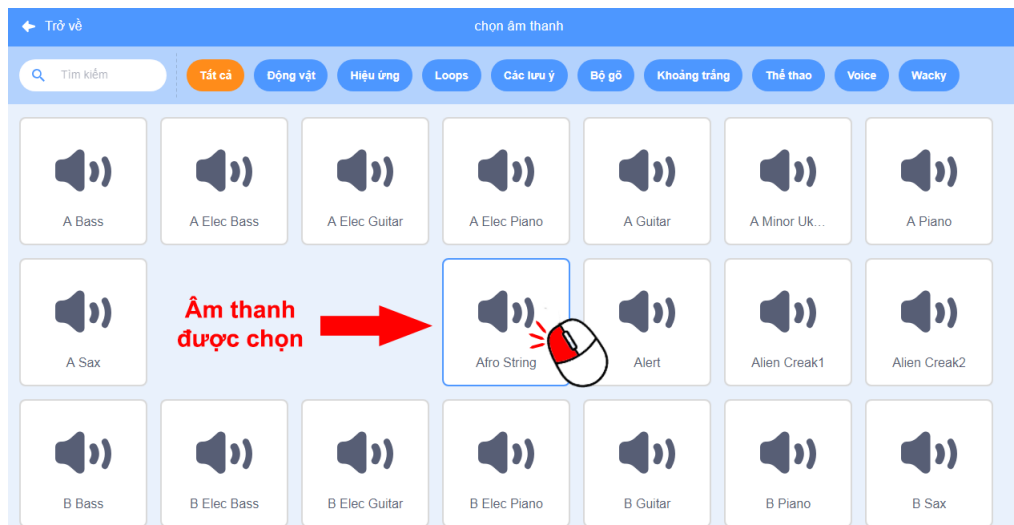 Trở về
chọn âm thanh
Tìm kiếm
Tất cả
Động vật
Hiệu ứng
Loops
Các lưu ý
Bộ gõ
Khoảng trắng
Thể thao
Voice
Wacky
A Bass
A Elec Bass
A Elec Guitar
A Elec Piano
A Guitar
A Minor Uk...
A Piano
A Sax
Âm thanh
được chọn
Afro String
Alert
Alien Creak1
Alien Creak2
B Bass
B Elec Bass
B Elec Guitar
B Elec Piano
B Guitar
B Piano
B Sax